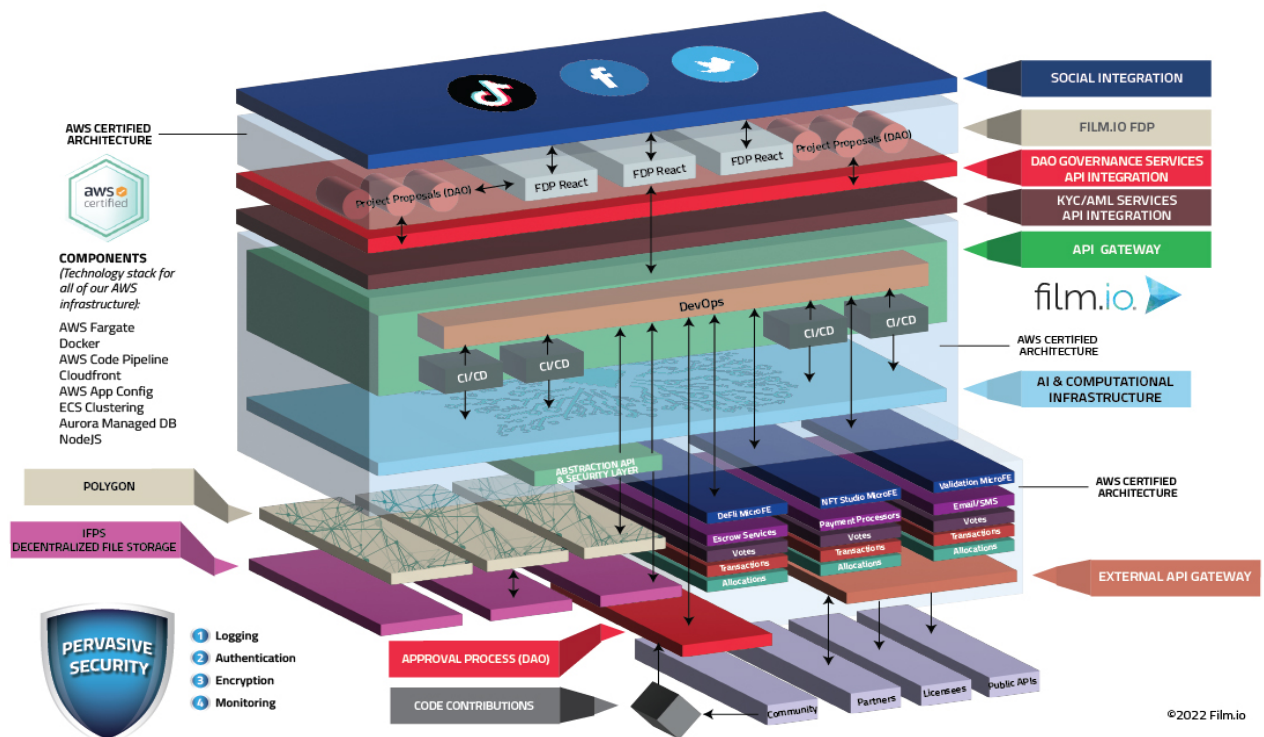 SOCIAL INTEGRATION
AWS CERTIFIED
ARCHITECTURE
FILM.IO FDP
Project Proposals (DAO)
DAO GOVERNANCE SERVICES
API INTEGRATION
FDP React
FDP React
FDP React
Project Proposals (DAO)
aws
certified
KYC/AML SERVICES
API INTEGRATION
API GATEWAY
COMPONENTS
(Technology stack for
all of our AWS
infrastructure):
AWS Fargate
Docker
AWS Code Pipeline
Cloudfront
AWS App Config
ECS Clustering
Aurora Managed DB
NodeJS
film.io
DevOps
CI/CD
CI/CD
CI/CD
CI/CD
AWS CERTIFIED
ARCHITECTURE
AI & COMPUTATIONAL
INFRASTRUCTURE
ABSTRACTION API
& SECURITY LAYER
POLYGON
IFPS
DECENTRALIZED FILE STORAGE
DeFli MicroFE
Escrow Services
Votes
Transactions
Allocations
NFT Studio MicroFE
Payment Processors
Votes
Transactions
Allocations
Validation MicroFE
Email/SMS
Votes
Transactions
Allocations
AWS CERTIFIED
ARCHITECTURE
EXTERNAL API GATEWAY
PERVASIVE
SECURITY
1 Logging
2 Authentication
3 Encryption
4 Monitoring
APPROVAL PROCESS (DAO)
CODE CONTRIBUTIONS
Community
Partners
Licensees
Public APIs
©2022 Film.io